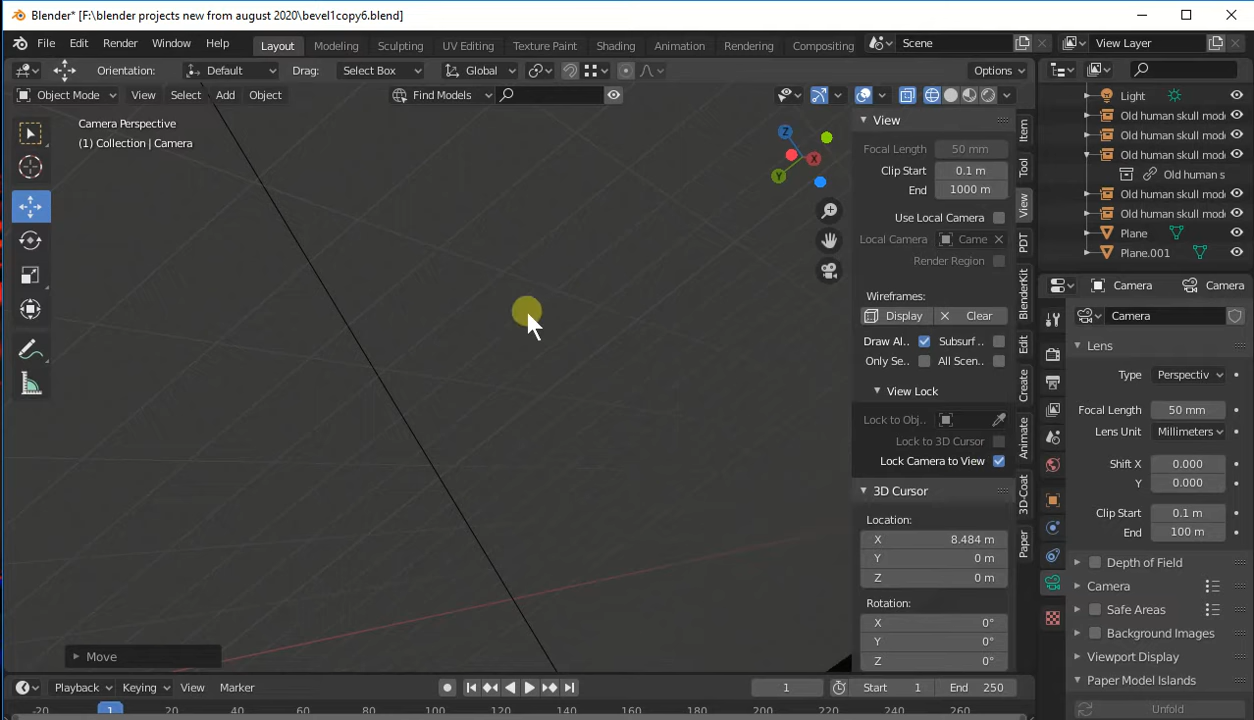 Blender* [F:\blender projects new from august 2020\bevel1copy6.blend]
File Edit Render Window Help Layout Modeling Sculpting UV Editing Texture Paint Shading Animation Rendering Compositing Scene View Layer
Orientation: Default Drag: Select Box Global Options
Object Mode View Select Add Object Find Models
Camera Perspective
(1) Collection | Camera
Z
X
Y
Move
View
Focal Length 50 mm
Clip Start 0.1 m
End 1000 m
Use Local Camera
Local Camera Came
Render Region
Wireframes:
Display Clear
Draw Al.. Subsurf ..
Only Se.. All Scen..
View Lock
Lock to Obj..
Lock to 3D Cursor
Lock Camera to View
3D Cursor
Location:
X 8.484 m
Y 0 m
Z 0 m
Rotation:
X 0°
Y 0°
Z 0°
Item
Tool
View
PDT
BlenderKit
Edit
Create
Animate
3D-Coat
Paper
Light
Old human skull mod
Old human skull mod
Old human skull mod
Old human s
Old human skull mod
Old human skull mod
Plane
Plane.001
Camera Camera
Camera
Lens
Type Perspectiv
Focal Length 50 mm
Lens Unit Millimeters
Shift X 0.000
Y 0.000
Clip Start 0.1 m
End 100 m
Depth of Field
Camera
Safe Areas
Background Images
Viewport Display
Paper Model Islands
Unfold
Playback Keying View Marker 1 Start 1 End 250
-20 1 20 40 60 80 100 120 140 160 180 200 220 240 260